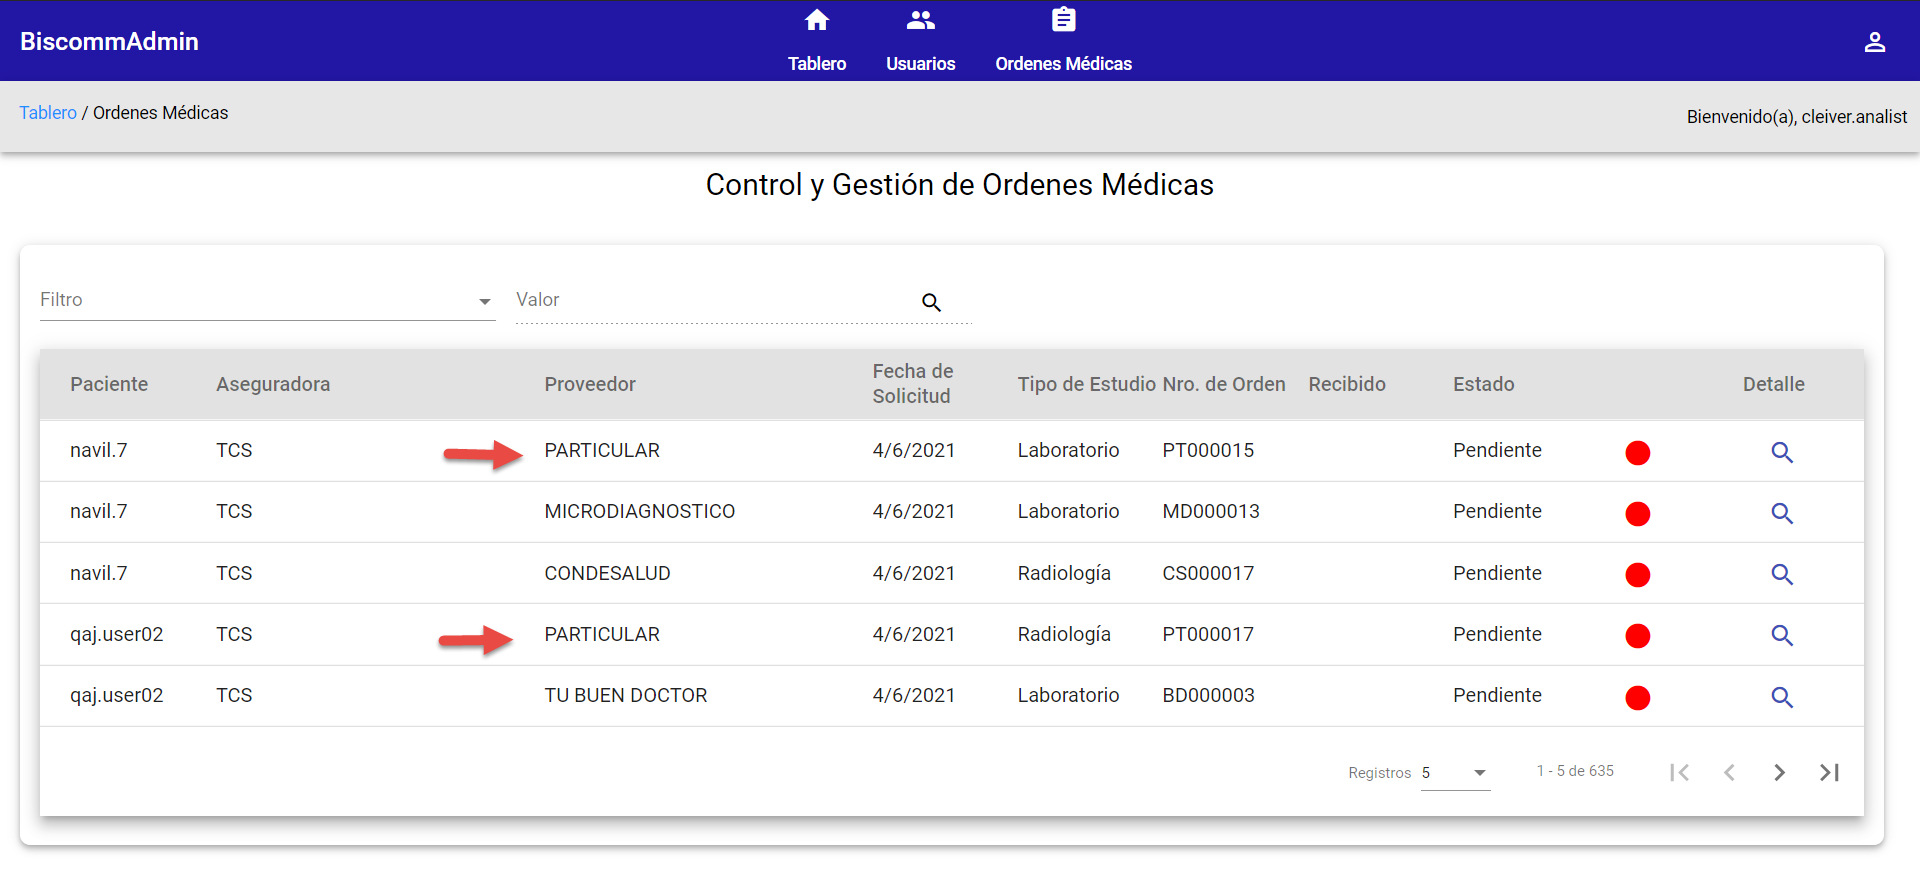 BiscommAdmin
Tablero
Usuarios
Ordenes Médicas
Tablero / Ordenes Médicas
Bienvenido(a), cleiver.analist
Control y Gestión de Ordenes Médicas
Filtro
Valor
Paciente Aseguradora Proveedor Fecha de Solicitud Tipo de Estudio Nro. de Orden Recibido Estado Detalle
navil.7 TCS PARTICULAR 4/6/2021 Laboratorio PT000015 Pendiente
navil.7 TCS MICRODIAGNOSTICO 4/6/2021 Laboratorio MD000013 Pendiente
navil.7 TCS CONDESALUD 4/6/2021 Radiología CS000017 Pendiente
qaj.user02 TCS PARTICULAR 4/6/2021 Radiología PT000017 Pendiente
qaj.user02 TCS TU BUEN DOCTOR 4/6/2021 Laboratorio BD000003 Pendiente
Registros 5 1 - 5 de 635